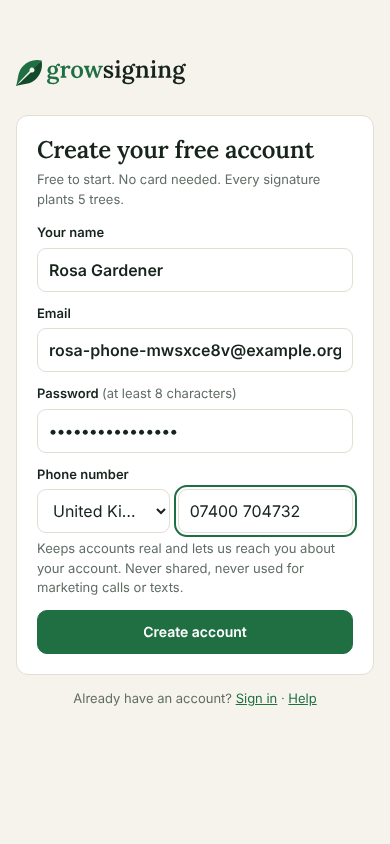 growsigning
Create your free account
Free to start. No card needed. Every signature
plants 5 trees.
Your name
Rosa Gardener
Email
rosa-phone-mwsxce8v@example.org
Password (at least 8 characters)
••••••••••••••••
Phone number
United Ki... 07400 704732
Keeps accounts real and lets us reach you about
your account. Never shared, never used for
marketing calls or texts.
Create account
Already have an account? Sign in · Help